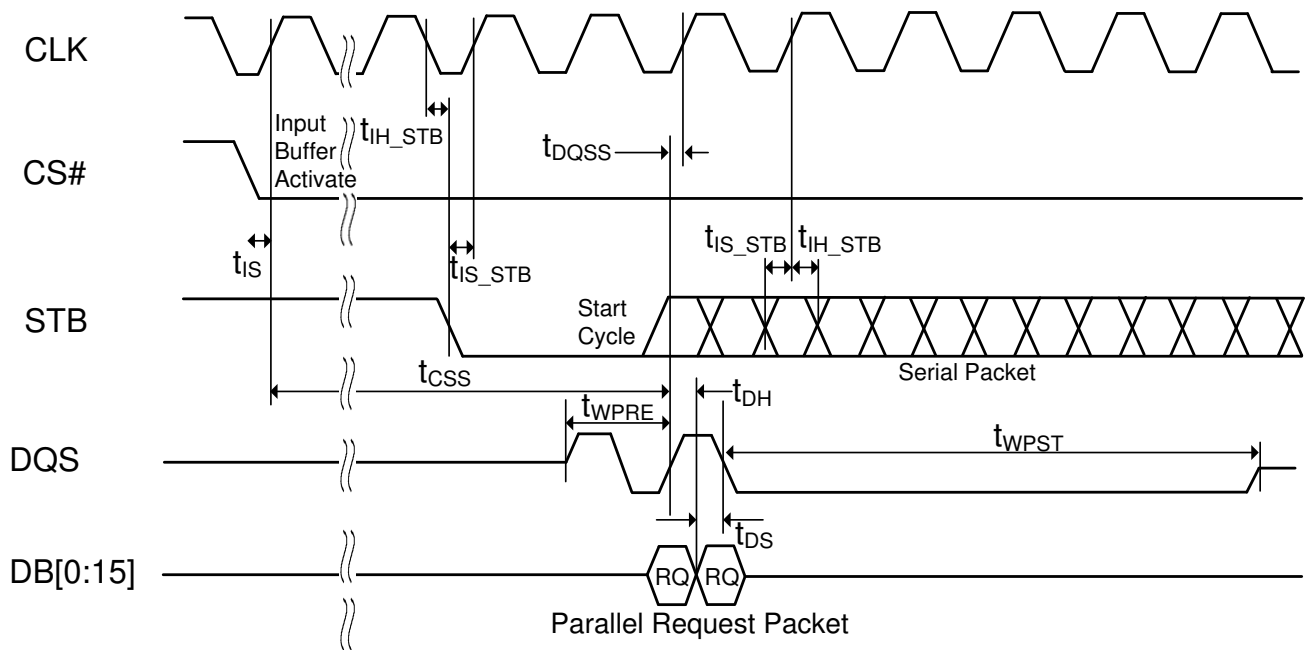 CLK
Input
Buffer
Activate
tIH_STB
tDQSS
CS#
tIS
tIS_STB
tIS_STB
tIH_STB
STB
Start
Cycle
Serial Packet
tCSS
tDH
tWPRE
tWPST
DQS
tDS
DB[0:15]
RQ
RQ
Parallel Request Packet